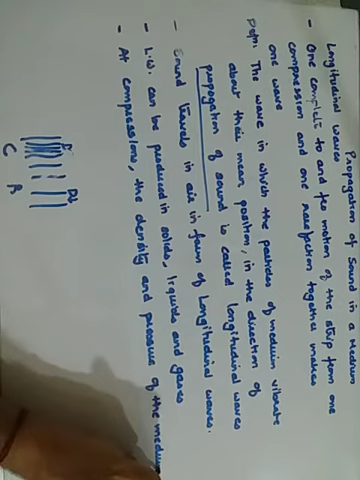 Propagation of Sound in a Medium
Longitudinal waves
- One complete to and fro motion of the strip from one
compression and one rarefaction together makes
one wave
Defn: The wave in which the particles of medium vibrate
about their mean position, in the direction of
propagation of sound is called longitudinal waves
- Sound travels in air in form of Longitudinal waves.
- L.W. can be produced in solids, liquids and gases
- At compressions, the density and pressure of the medium
C R